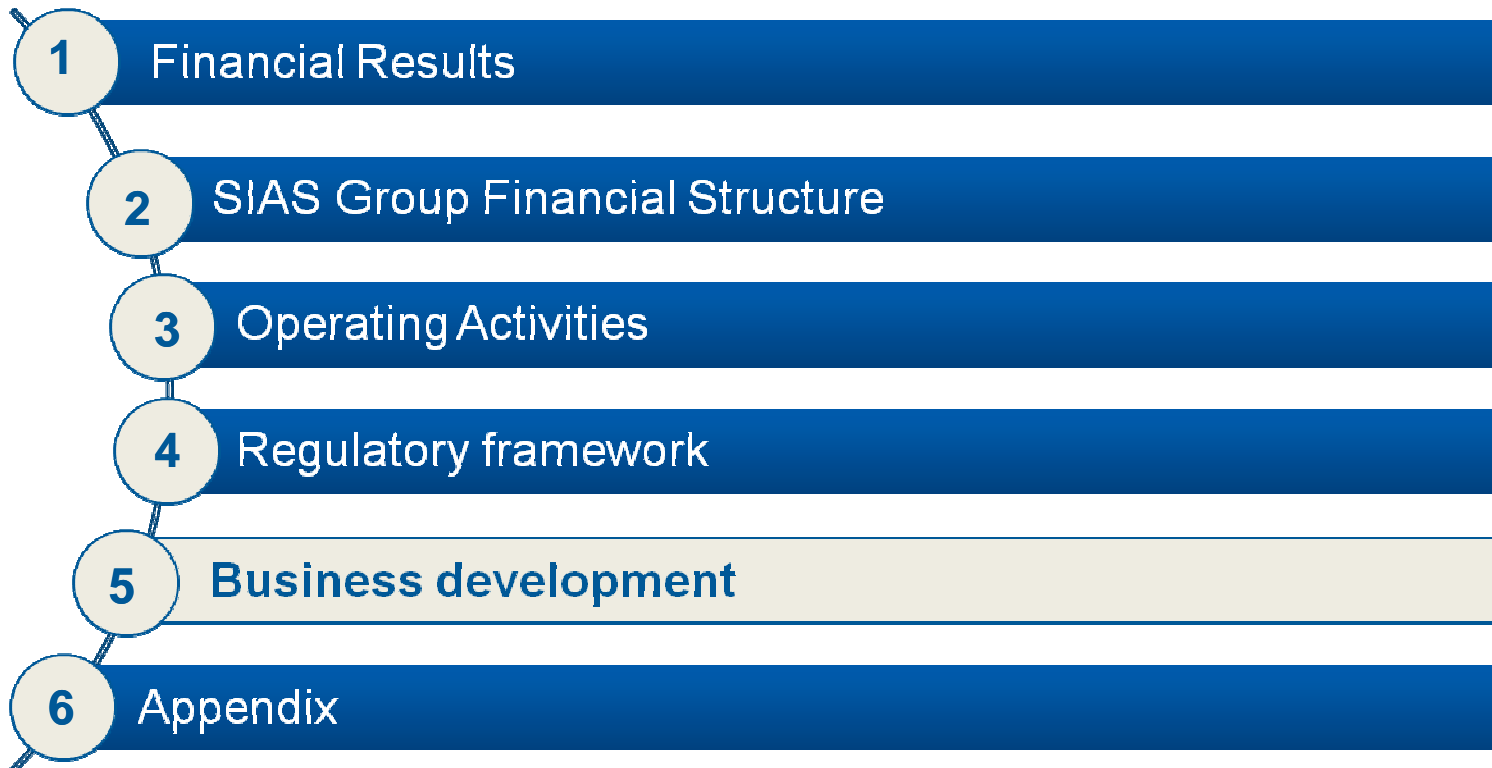 1 Financial Results
2 SIAS Group Financial Structure
3 Operating Activities
4 Regulatory framework
5 Business development
6 Appendix